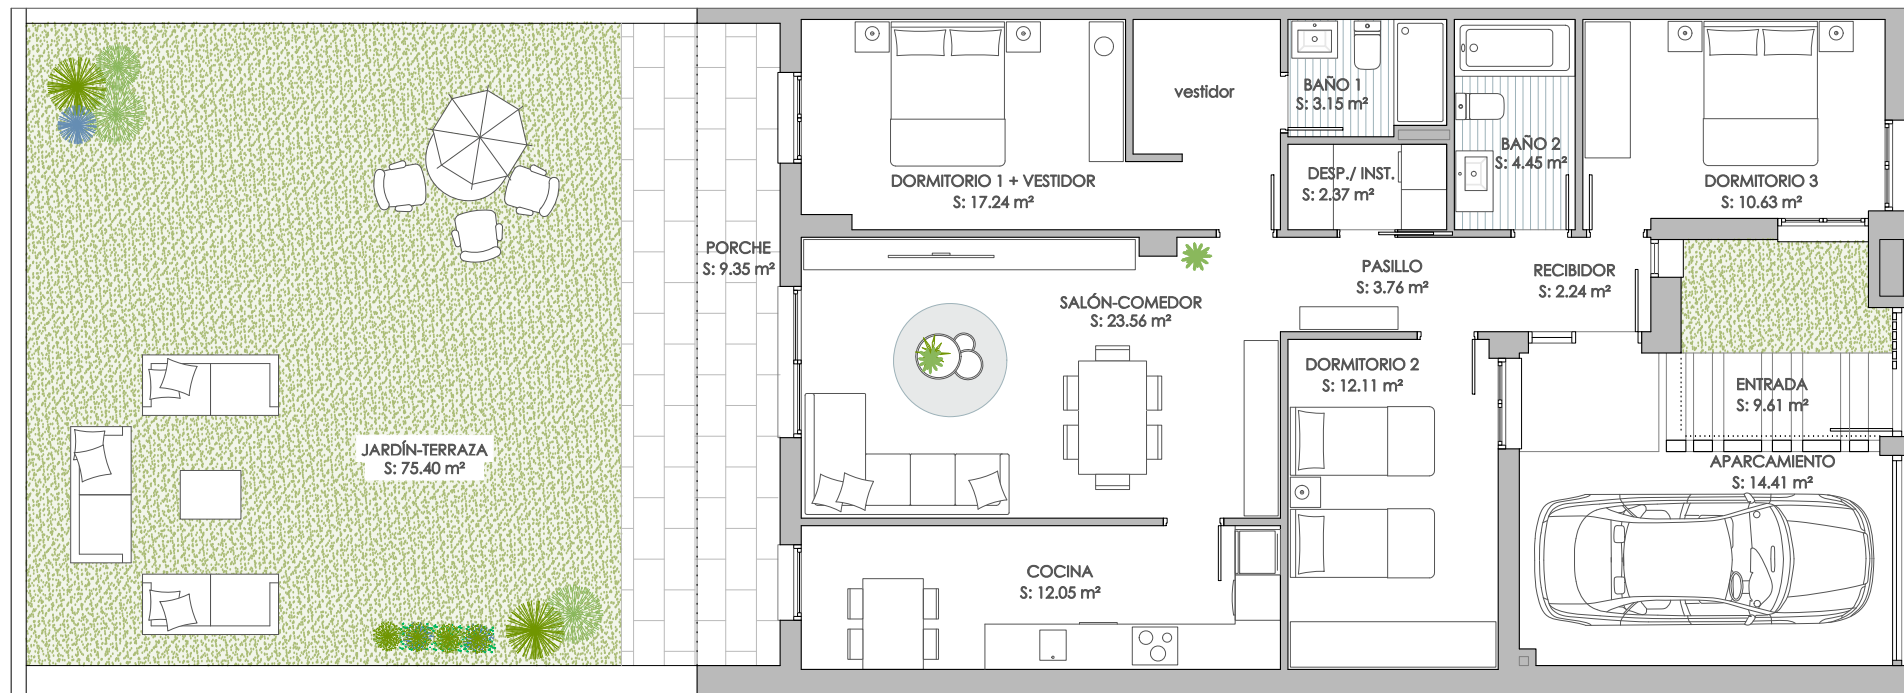 vestidor
BAÑO 1
S: 3.15 m²
BAÑO 2
S: 4.45 m²
DORMITORIO 1 + VESTIDOR
S: 17.24 m²
DESP./ INST.
S: 2.37 m²
DORMITORIO 3
S: 10.63 m²
PORCHE
S: 9.35 m²
PASILLO
S: 3.76 m²
RECIBIDOR
S: 2.24 m²
SALÓN-COMEDOR
S: 23.56 m²
DORMITORIO 2
S: 12.11 m²
ENTRADA
S: 9.61 m²
JARDÍN-TERRAZA
S: 75.40 m²
APARCAMIENTO
S: 14.41 m²
COCINA
S: 12.05 m²